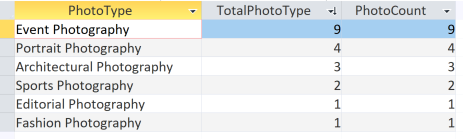 PhotoType TotalPhotoType PhotoCount
Event Photography 9 9
Portrait Photography 4 4
Architectural Photography 3 3
Sports Photography 2 2
Editorial Photography 1 1
Fashion Photography 1 1